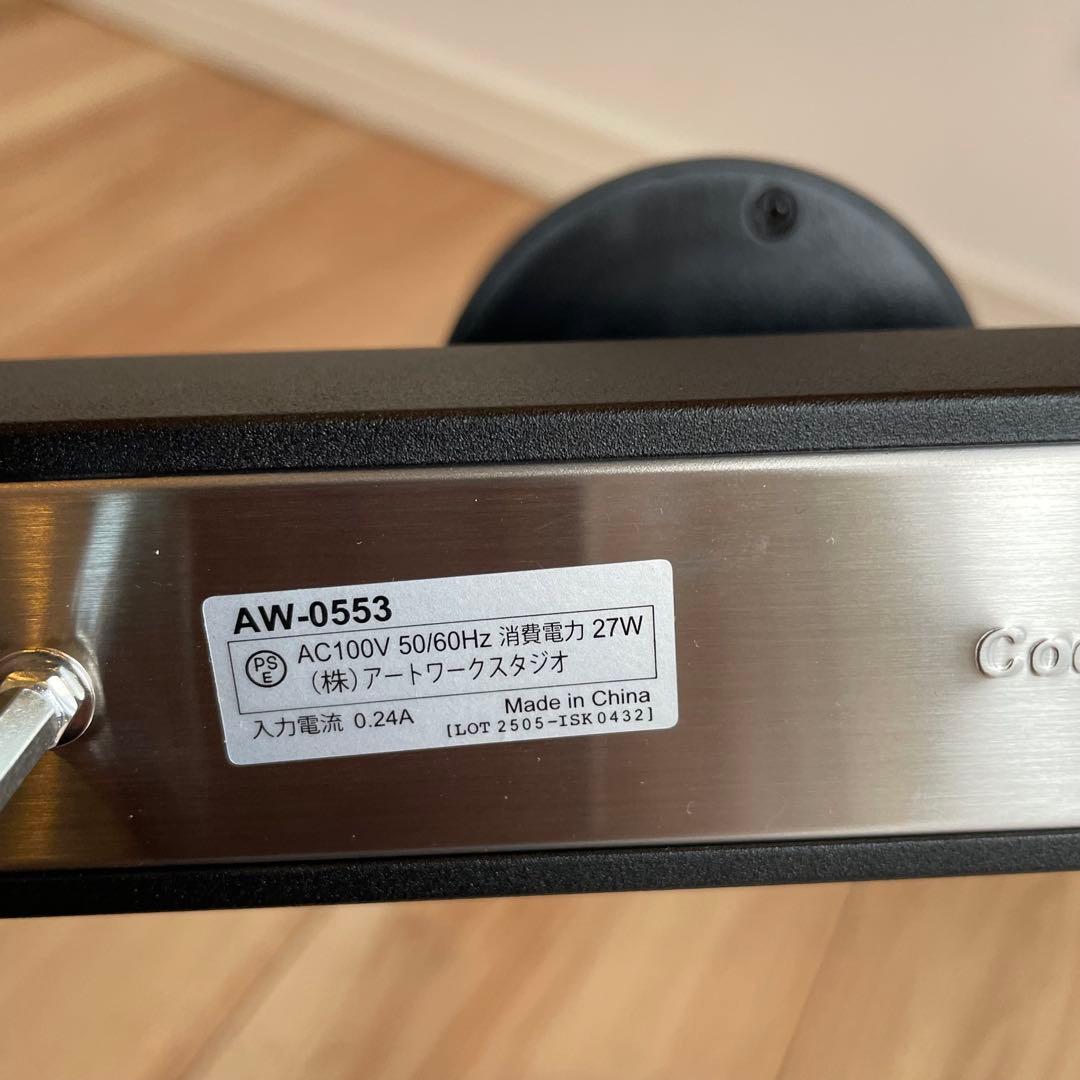 AW-0553
PS
E
AC100V 50/60Hz 消費電力 27W
(株)アートワークスタジオ
入力電流 0.24A
Made in China
[LOT 2505-ISK0432]
Coo